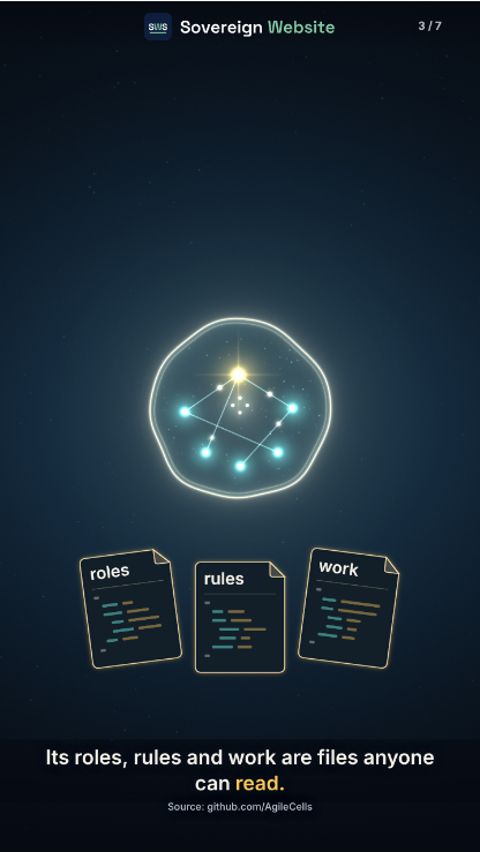 SWS Sovereign Website
3 / 7
roles
rules
work
Its roles, rules and work are files anyone
can read.
Source: github.com/AgileCells